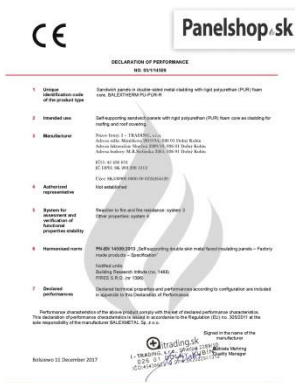 CE
Panelshop.sk
DECLARATION OF PERFORMANCE
1 Unique identification code of the product type
Sandwich panels in double-sided metal cladding with rigid polyurethan (PUR) foam core, BALEXTHERM PU-PUR-R
2 Intended use
Self-supporting sandwich panels with rigid polyurethan (PUR) foam core as cladding for roofing and roof covering.
3 Manufacturer
4 Authorized representative
Not established
5 System for assessment and verification of functional properties stability
Reaction to fire and fire resistance: system 3
Other properties: system 4
6 Harmonised norm
PN-EN 14509:2013 „Self-supporting double skin metal faced insulating panels – Factory made products – Specification"
Notified units:
Building Research Institute (no. 1488)
FIRES S.R.O. (nr 1396)
7 Declared performances
Declared technical properties and performances according to configuration are included in appendix to this Declaration of Performance.
Performance characteristics of the above product comply with the set of declared performance characteristics.
This declaration of performance characteristics is issued in accordance to the Regulation (EU) no. 305/2011 at the
sole responsibility of the manufacturer BALEXMETAL Sp. z o.o.
Signed in the name of the manufacturer
itrading.sk
Quality Manager
Bolszewo 11 December 2017